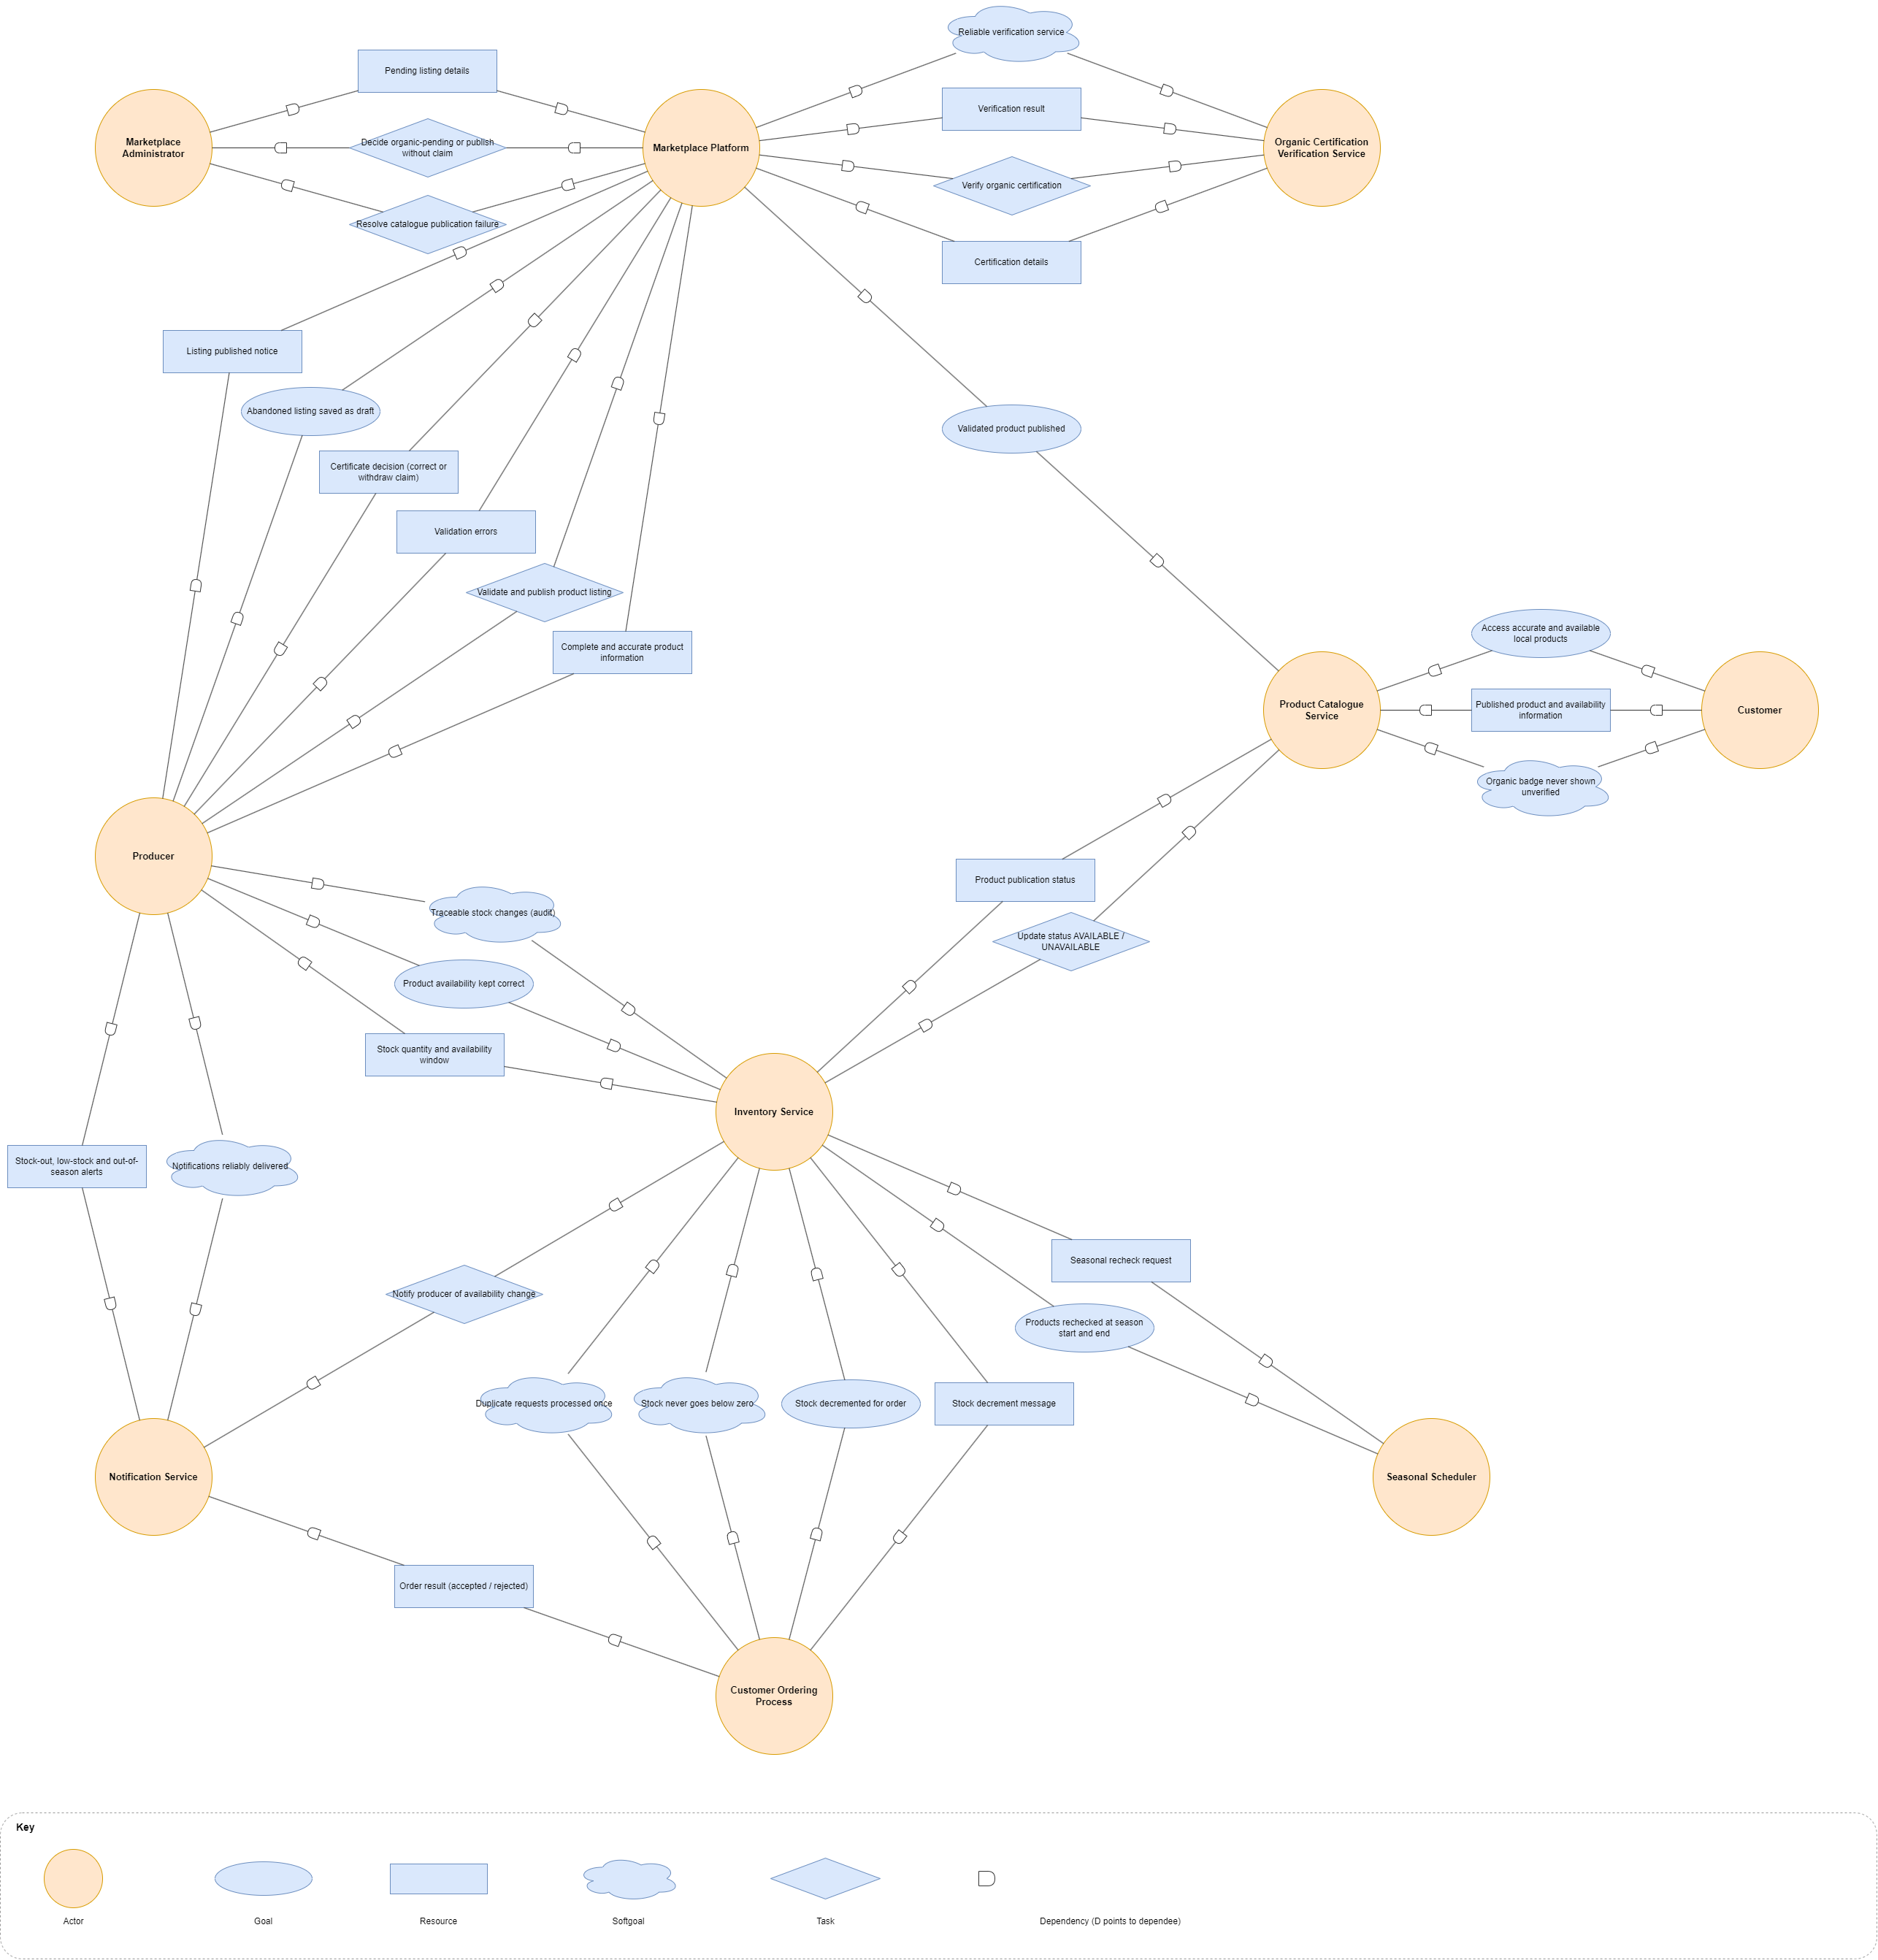 Reliable verification service
Pending listing details
Verification result
Marketplace
Administrator
Decide organic-pending or publish
without claim
Marketplace Platform
Organic Certification
Verification Service
Verify organic certification
Resolve catalogue publication failure
Certification details
Listing published notice
Abandoned listing saved as draft
Validated product published
Certificate decision (correct or
withdraw claim)
Validation errors
Validate and publish product listing
Complete and accurate product
information
Access accurate and available
local products
Product Catalogue
Service
Published product and availability
information
Customer
Organic badge never shown
unverified
Producer
Product publication status
Traceable stock changes (audit)
Update status AVAILABLE /
UNAVAILABLE
Product availability kept correct
Stock quantity and availability
window
Inventory Service
Stock-out, low-stock and out-of-
season alerts
Notifications reliably delivered
Seasonal recheck request
Notify producer of availability change
Products rechecked at season
start and end
Duplicate requests processed once
Stock never goes below zero
Stock decremented for order
Stock decrement message
Notification Service
Seasonal Scheduler
Order result (accepted / rejected)
Customer Ordering
Process
Key
Actor
Goal
Resource
Softgoal
Task
Dependency (D points to dependee)